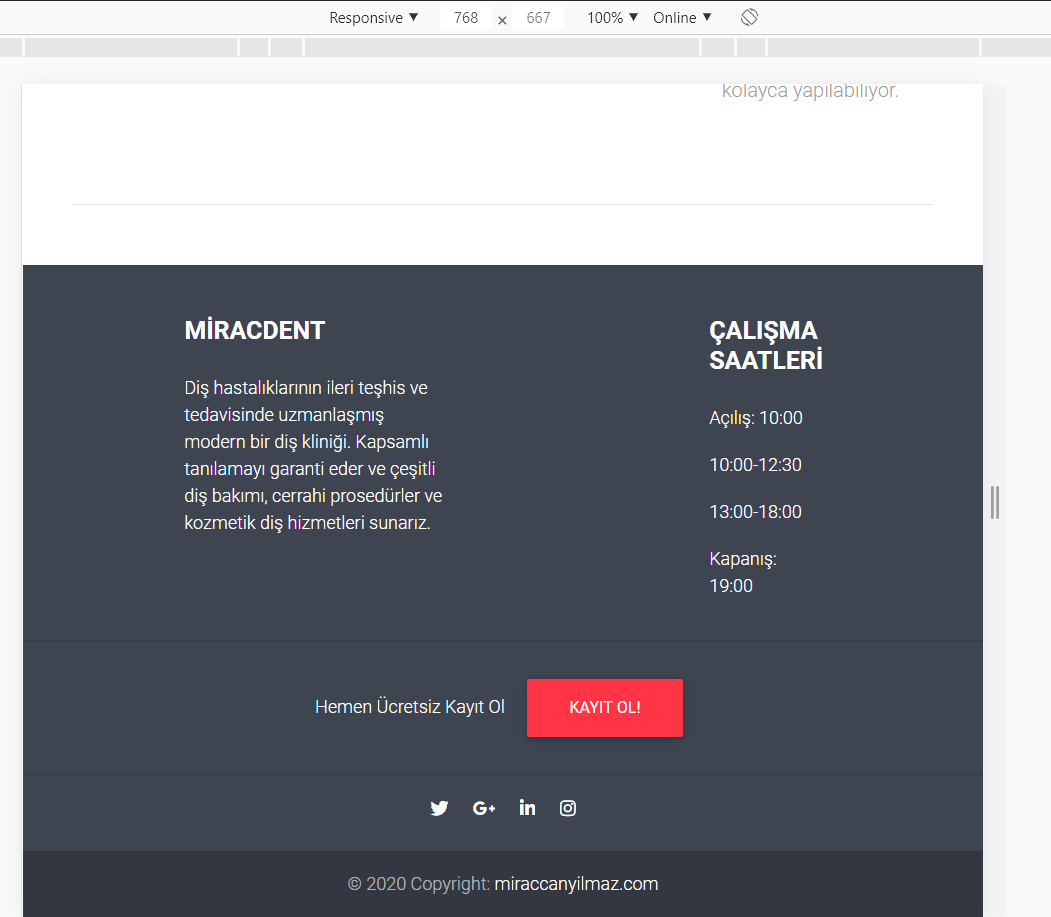 Responsive ▼ 768 × 667 100% ▼ Online ▼
kolayca yapılabiliyor.
MİRACDENT
Diş hastalıklarının ileri teşhis ve
tedavisinde uzmanlaşmış
modern bir diş kliniği. Kapsamlı
tanılamayı garanti eder ve çeşitli
diş bakımı, cerrahi prosedürler ve
kozmetik diş hizmetleri sunarız.
ÇALIŞMA
SAATLERİ
Açılış: 10:00
10:00-12:30
13:00-18:00
Kapanış:
19:00
Hemen Ücretsiz Kayıt Ol
KAYIT OL!
© 2020 Copyright: miraccanyilmaz.com